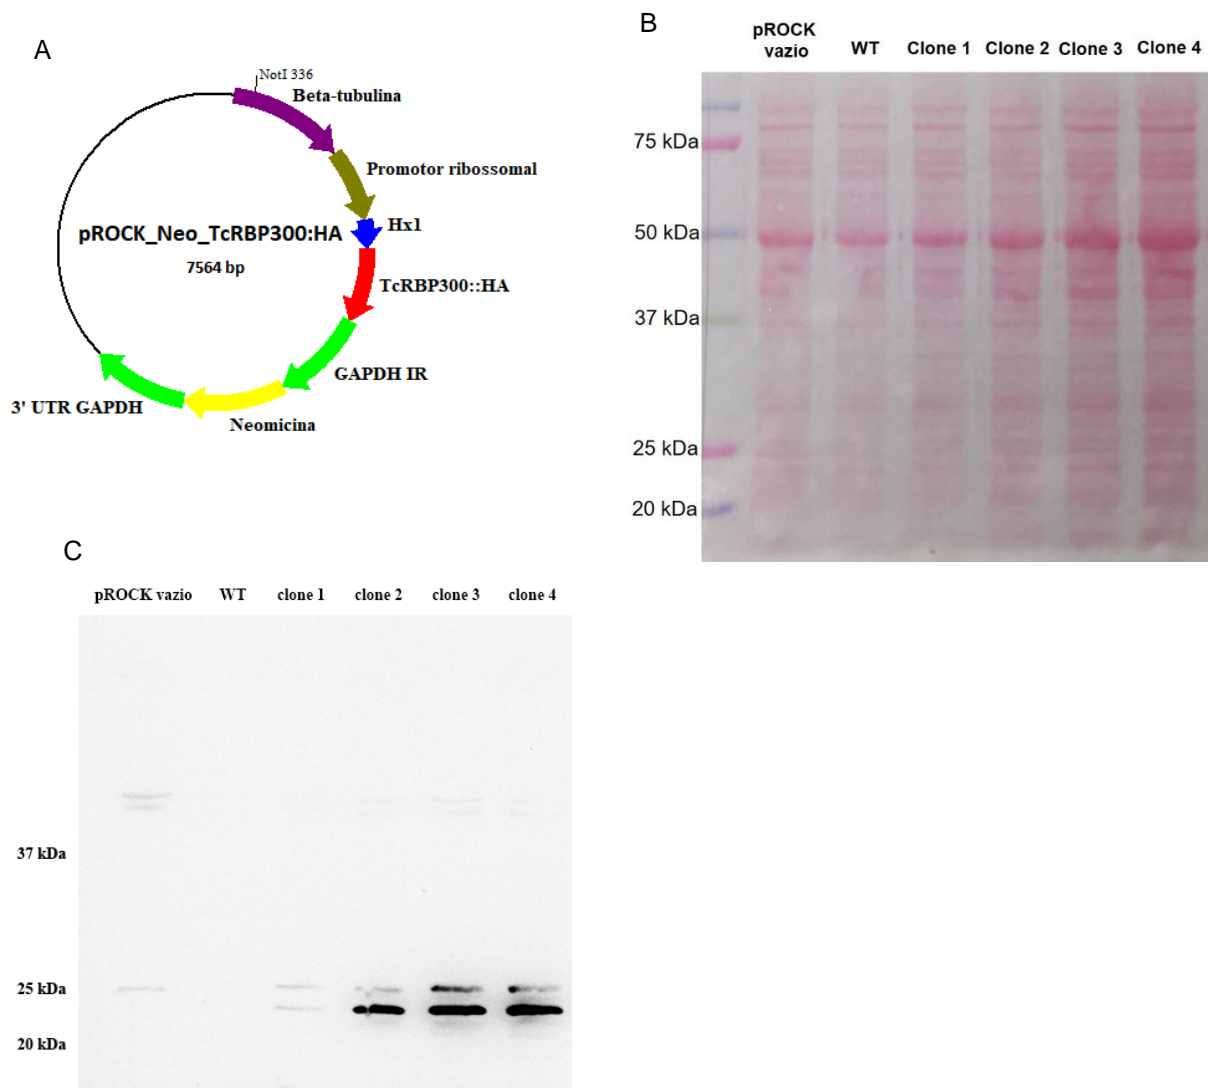 A
NotI 336
Beta-tubulina
Promotor ribossomal
Hx1
pROCK_Neo_TcRBP300:HA
7564 bp
TcRBP300::HA
GAPDH IR
3' UTR GAPDH
Neomicina
B
pROCK
vazio
WT
Clone 1
Clone 2
Clone 3
Clone 4
75 kDa
50 kDa
37 kDa
25 kDa
20 kDa
C
pROCK vazio
WT
clone 1
clone 2
clone 3
clone 4
37 kDa
25 kDa
20 kDa